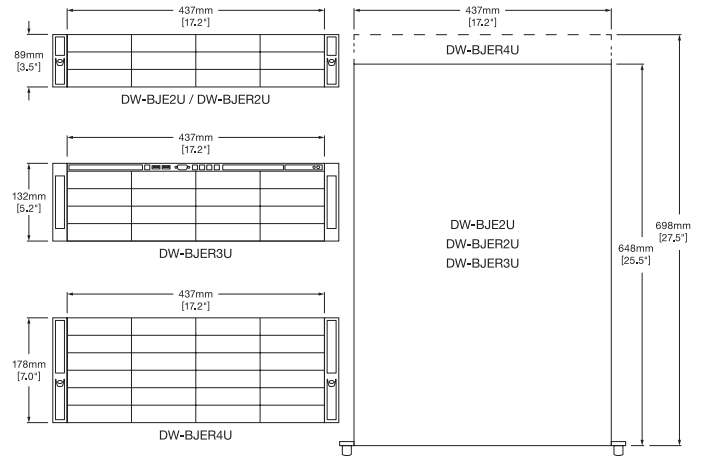 437mm
[17.2"]
89mm
[3.5"]
DW-BJE2U / DW-BJER2U
437mm
[17.2"]
132mm
[5.2"]
DW-BJER3U
437mm
[17.2"]
178mm
[7.0"]
DW-BJER4U
437mm
[17.2"]
DW-BJER4U
DW-BJE2U
DW-BJER2U
DW-BJER3U
648mm
[25.5"]
698mm
[27.5"]